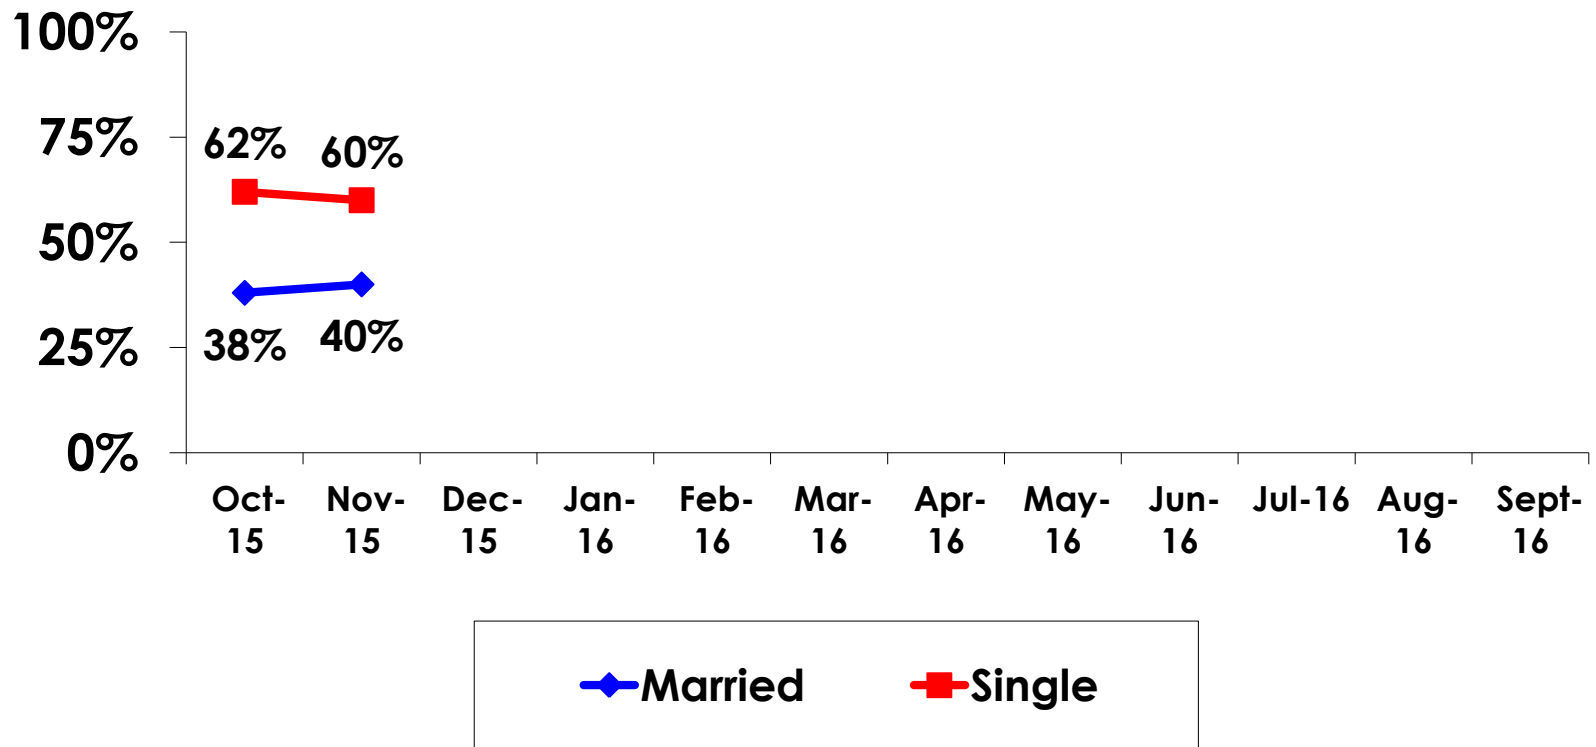 100%
75%
50%
25%
0%
62%
60%
38%
40%
Oct-
15
Nov-
15
Dec-
15
Jan-
16
Feb-
16
Mar-
16
Apr-
16
May-
16
Jun-
16
Jul-16
Aug-
16
Sept-
16
Married
Single